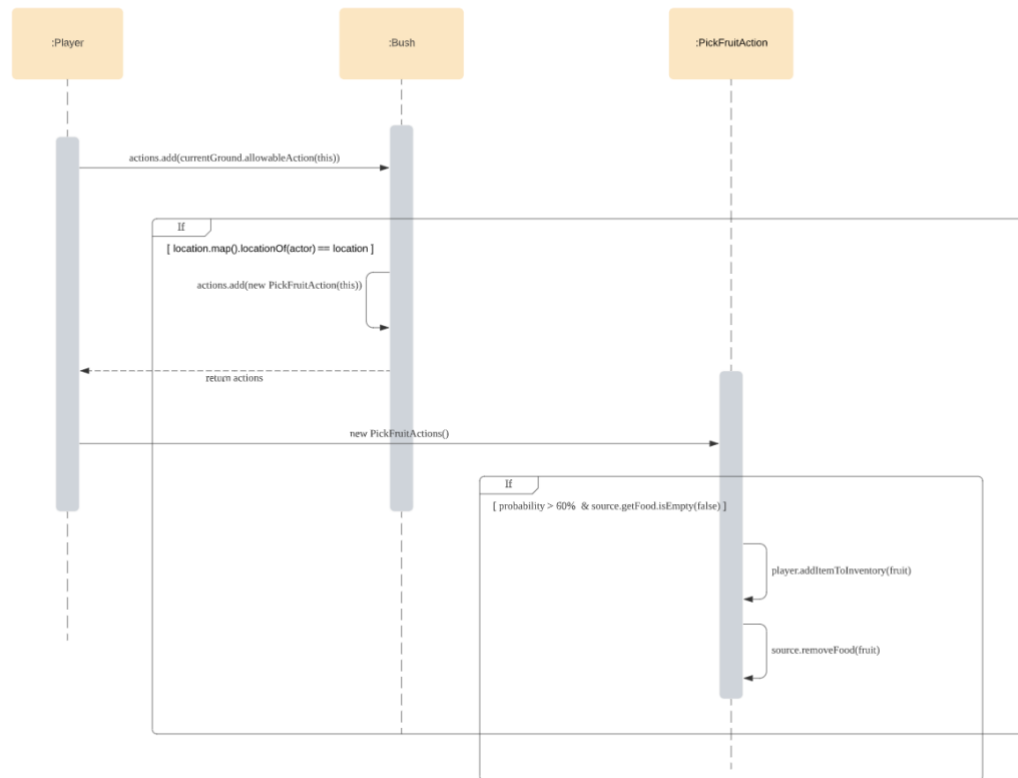 :Player
:Bush
:PickFruitAction
actions.add(currentGround.allowableAction(this))
If
[ location.map().locationOf(actor) == location ]
actions.add(new PickFruitAction(this))
return actions
new PickFruitActions()
If
[ probability > 60%  & source.getFood.isEmpty(false) ]
player.addItemToInventory(fruit)
source.removeFood(fruit)